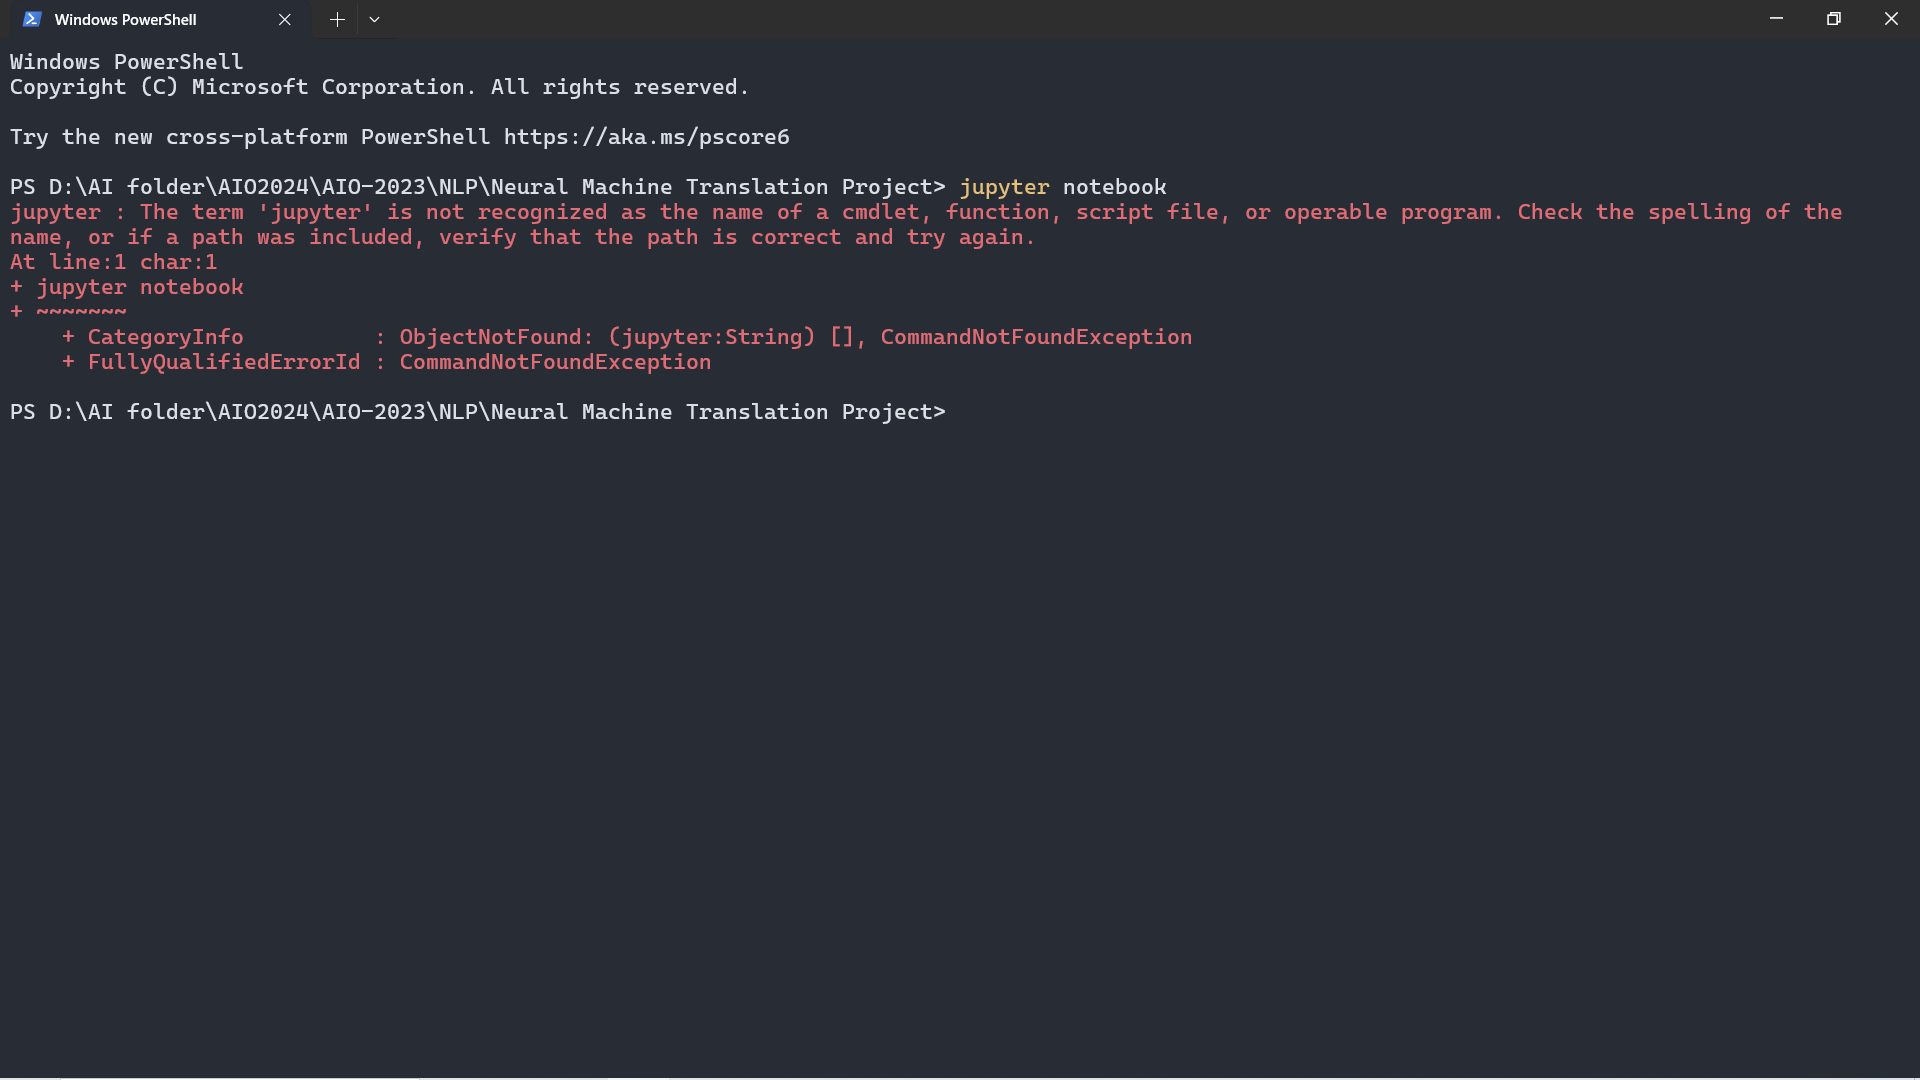 Windows PowerShell
Windows PowerShell
Copyright (C) Microsoft Corporation. All rights reserved.
Try the new cross-platform PowerShell https://aka.ms/pscore6
PS D:\AI folder\AIO2024\AIO-2023\NLP\Neural Machine Translation Project> jupyter notebook
jupyter : The term 'jupyter' is not recognized as the name of a cmdlet, function, script file, or operable program. Check the spelling of the
name, or if a path was included, verify that the path is correct and try again.
At line:1 char:1
+ jupyter notebook
+ ~~~~~~~
    + CategoryInfo          : ObjectNotFound: (jupyter:String) [], CommandNotFoundException
    + FullyQualifiedErrorId : CommandNotFoundException
PS D:\AI folder\AIO2024\AIO-2023\NLP\Neural Machine Translation Project>